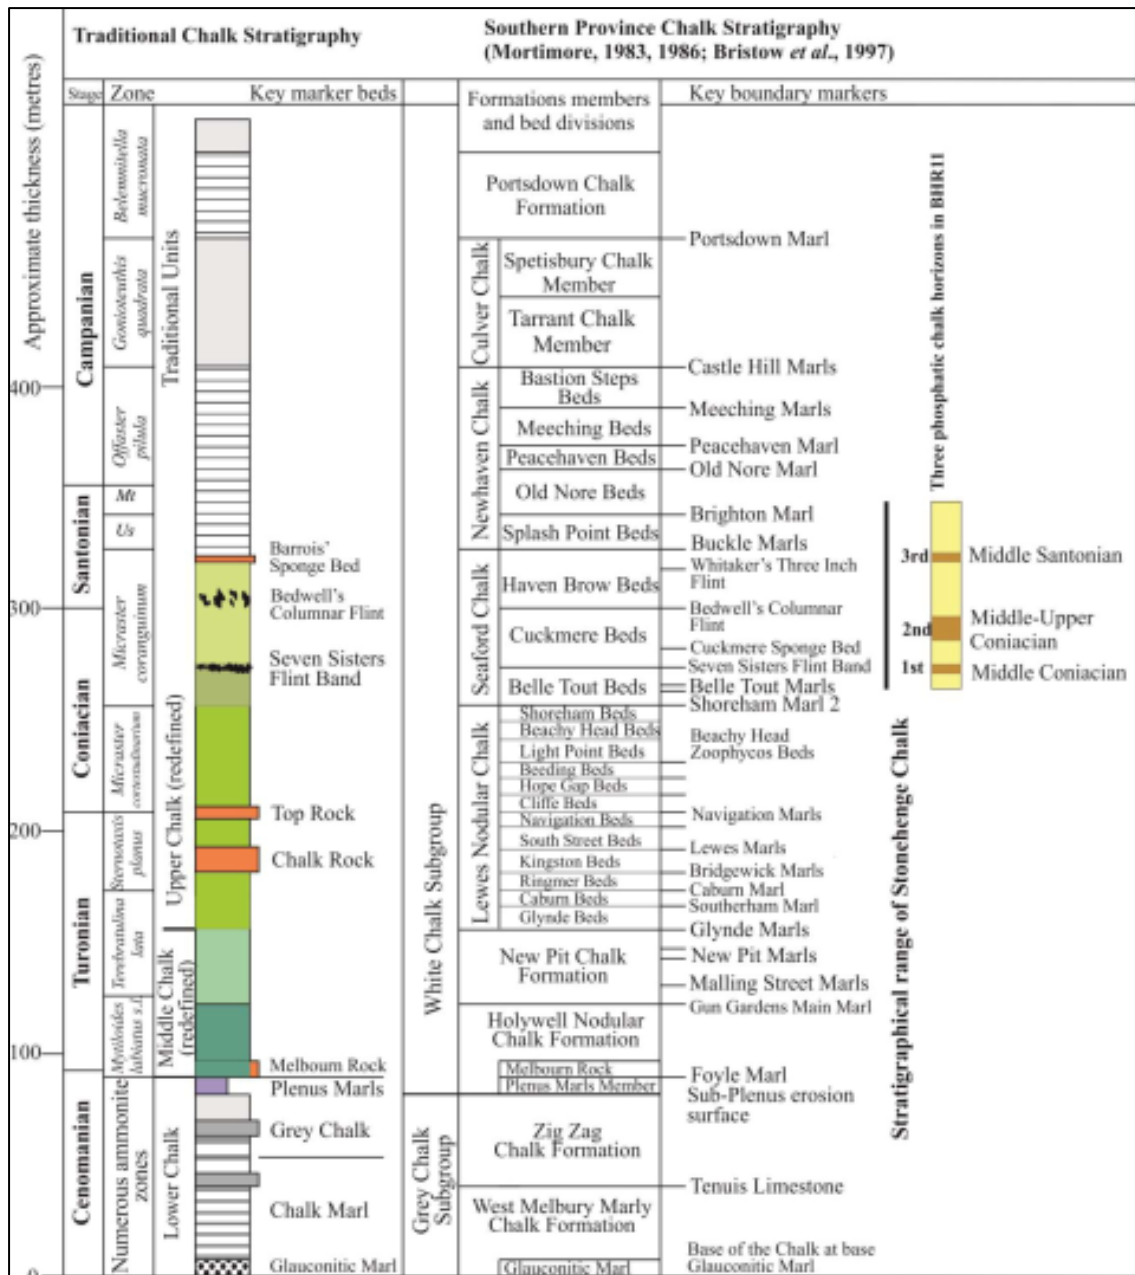 Traditional Chalk Stratigraphy
Southern Province Chalk Stratigraphy
(Mortimore, 1983, 1986; Bristow et al., 1997)
Approximate thickness (metres)
Stage
Zone
Key marker beds
Formations members
and bed divisions
Key boundary markers
400
300
200
100
0
Campanian
Santonian
Coniacian
Turonian
Cenomanian
Belemnitella
mucronata
Gonioteuthis
quadrata
Offaster
pilula
Mt
Us
Micraster
coranguinum
Micraster
cortestudinarium
Sternotaxis
planus
Terebratulina
lata
Mytiloides
labiatus s.l.
Numerous ammonite
zones
Traditional Units
Upper Chalk (redefined)
Middle Chalk
(redefined)
Lower Chalk
Barrois'
Sponge Bed
Bedwell's
Columnar Flint
Seven Sisters
Flint Band
Top Rock
Chalk Rock
Melbourn Rock
Plenus Marls
Grey Chalk
Chalk Marl
Glauconitic Marl
White Chalk Subgroup
Grey Chalk
Subgroup
Culver Chalk
Newhaven Chalk
Seaford Chalk
Lewes Nodular Chalk
Portsdown Chalk
Formation
Spetisbury Chalk
Member
Tarrant Chalk
Member
Bastion Steps
Beds
Meeching Beds
Peacehaven Beds
Old Nore Beds
Splash Point Beds
Haven Brow Beds
Cuckmere Beds
Belle Tout Beds
Shoreham Beds
Beachy Head Beds
Light Point Beds
Beeding Beds
Hope Gap Beds
Cliffe Beds
Navigation Beds
South Street Beds
Kingston Beds
Ringmer Beds
Caburn Beds
Glynde Beds
New Pit Chalk
Formation
Holywell Nodular
Chalk Formation
Melbourn Rock
Plenus Marls Member
Zig Zag
Chalk Formation
West Melbury Marly
Chalk Formation
Glauconitic Marl
Portsdown Marl
Castle Hill Marls
Meeching Marls
Peacehaven Marl
Old Nore Marl
Brighton Marl
Buckle Marls
Whitaker's Three Inch
Flint
Bedwell's Columnar
Flint
Cuckmere Sponge Bed
Seven Sisters Flint Band
Belle Tout Marls
Shoreham Marl 2
Beachy Head
Zoophycos Beds
Navigation Marls
Lewes Marls
Bridgewick Marls
Caburn Marl
Southerham Marl
Glynde Marls
New Pit Marls
Malling Street Marls
Gun Gardens Main Marl
Foyle Marl
Sub-Plenus erosion
surface
Tenuis Limestone
Base of the Chalk at base
Glauconitic Marl
Three phosphatic chalk horizons in BHR11
3rd
Middle Santonian
2nd
Middle-Upper
Coniacian
1st
Middle Coniacian
Stratigraphical range of Stonehenge Chalk